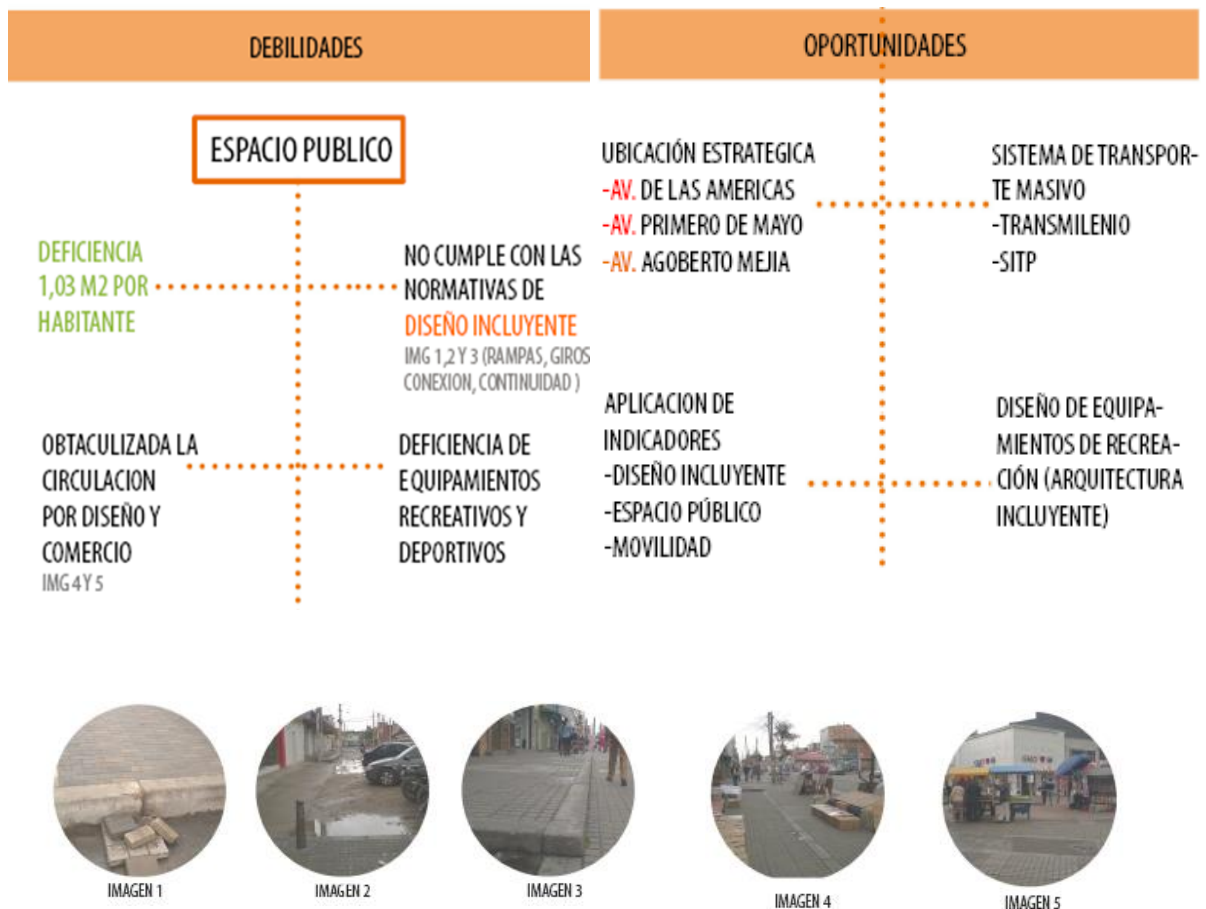 DEBILIDADES
OPORTUNIDADES
ESPACIO PUBLICO
DEFICIENCIA
1,03 M2 POR
HABITANTE
NO CUMPLE CON LAS
NORMATIVAS DE
DISEÑO INCLUYENTE
IMG 1,2 Y 3 (RAMPAS, GIROS
CONEXION, CONTINUIDAD )
OBTACULIZADA LA
CIRCULACION
POR DISEÑO Y
COMERCIO
IMG 4 Y 5
DEFICIENCIA DE
EQUIPAMIENTOS
RECREATIVOS Y
DEPORTIVOS
UBICACIÓN ESTRATEGICA
-AV. DE LAS AMERICAS
-AV. PRIMERO DE MAYO
-AV. AGOBERTO MEJIA
SISTEMA DE TRANSPOR-
TE MASIVO
-TRANSMILENIO
-SITP
APLICACION DE
INDICADORES
-DISEÑO INCLUYENTE
-ESPACIO PÚBLICO
-MOVILIDAD
DISEÑO DE EQUIPA-
MIENTOS DE RECREA-
CIÓN (ARQUITECTURA
INCLUYENTE)
IMAGEN 1
IMAGEN 2
IMAGEN 3
IMAGEN 4
IMAGEN 5